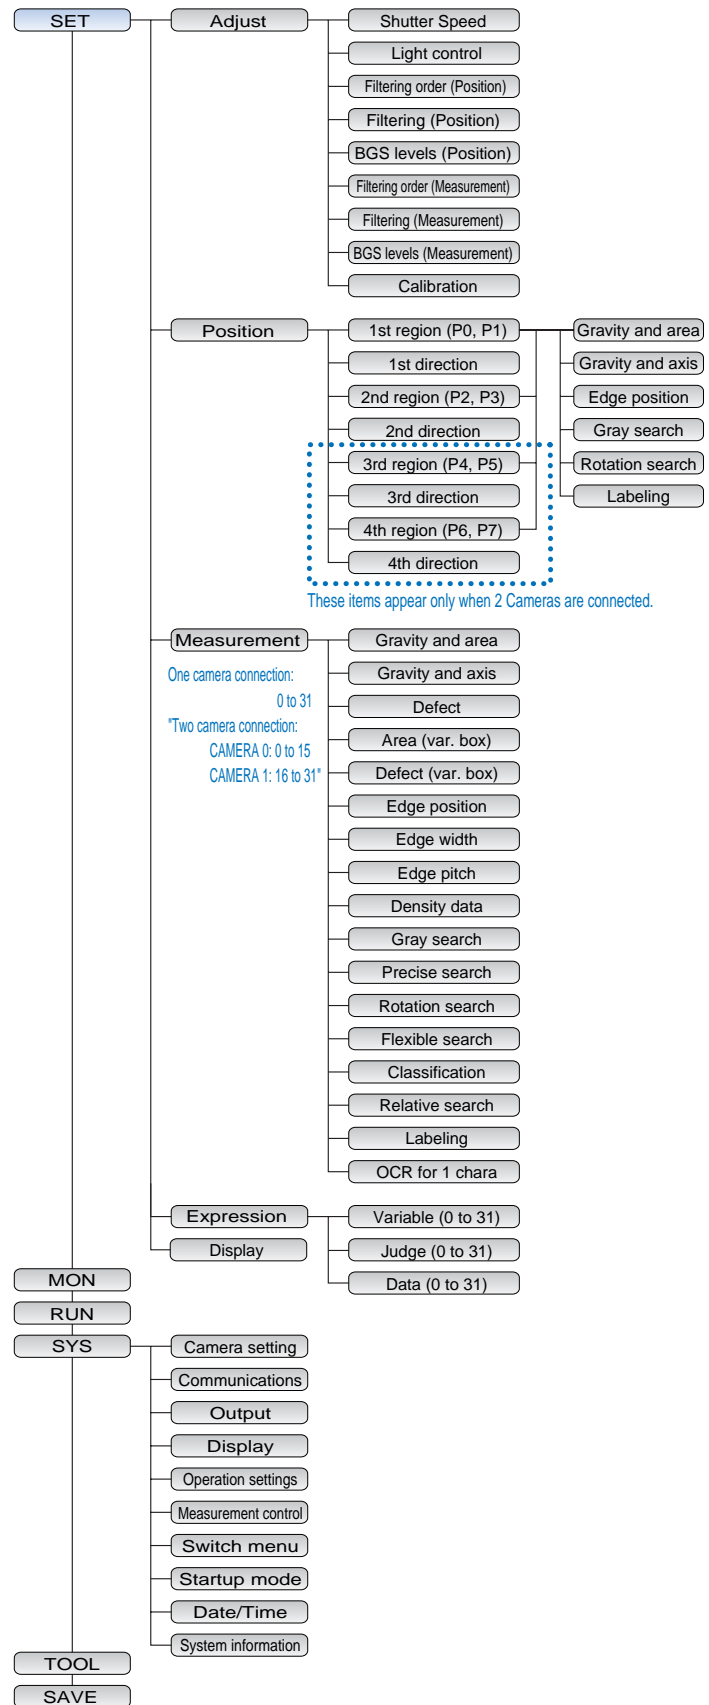 SET
Adjust
Shutter Speed
Light control
Filtering order (Position)
Filtering (Position)
BGS levels (Position)
Filtering order (Measurement)
Filtering (Measurement)
BGS levels (Measurement)
Calibration
Position
1st region (P0, P1)
Gravity and area
1st direction
Gravity and axis
2nd region (P2, P3)
Edge position
2nd direction
Gray search
3rd region (P4, P5)
Rotation search
3rd direction
Labeling
4th region (P6, P7)
4th direction
These items appear only when 2 Cameras are connected.
Measurement
One camera connection:
0 to 31
"Two camera connection:
CAMERA 0: 0 to 15
CAMERA 1: 16 to 31"
Gravity and area
Gravity and axis
Defect
Area (var. box)
Defect (var. box)
Edge position
Edge width
Edge pitch
Density data
Gray search
Precise search
Rotation search
Flexible search
Classification
Relative search
Labeling
OCR for 1 chara
Expression
Variable (0 to 31)
Display
Judge (0 to 31)
Data (0 to 31)
MON
RUN
SYS
Camera setting
Communications
Output
Display
Operation settings
Measurement control
Switch menu
Startup mode
Date/Time
System information
TOOL
SAVE